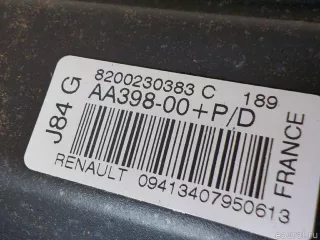 J84 G
8200230383 C 189
AA398-00+P/D
RENAULT 09413407950613
FRANCE